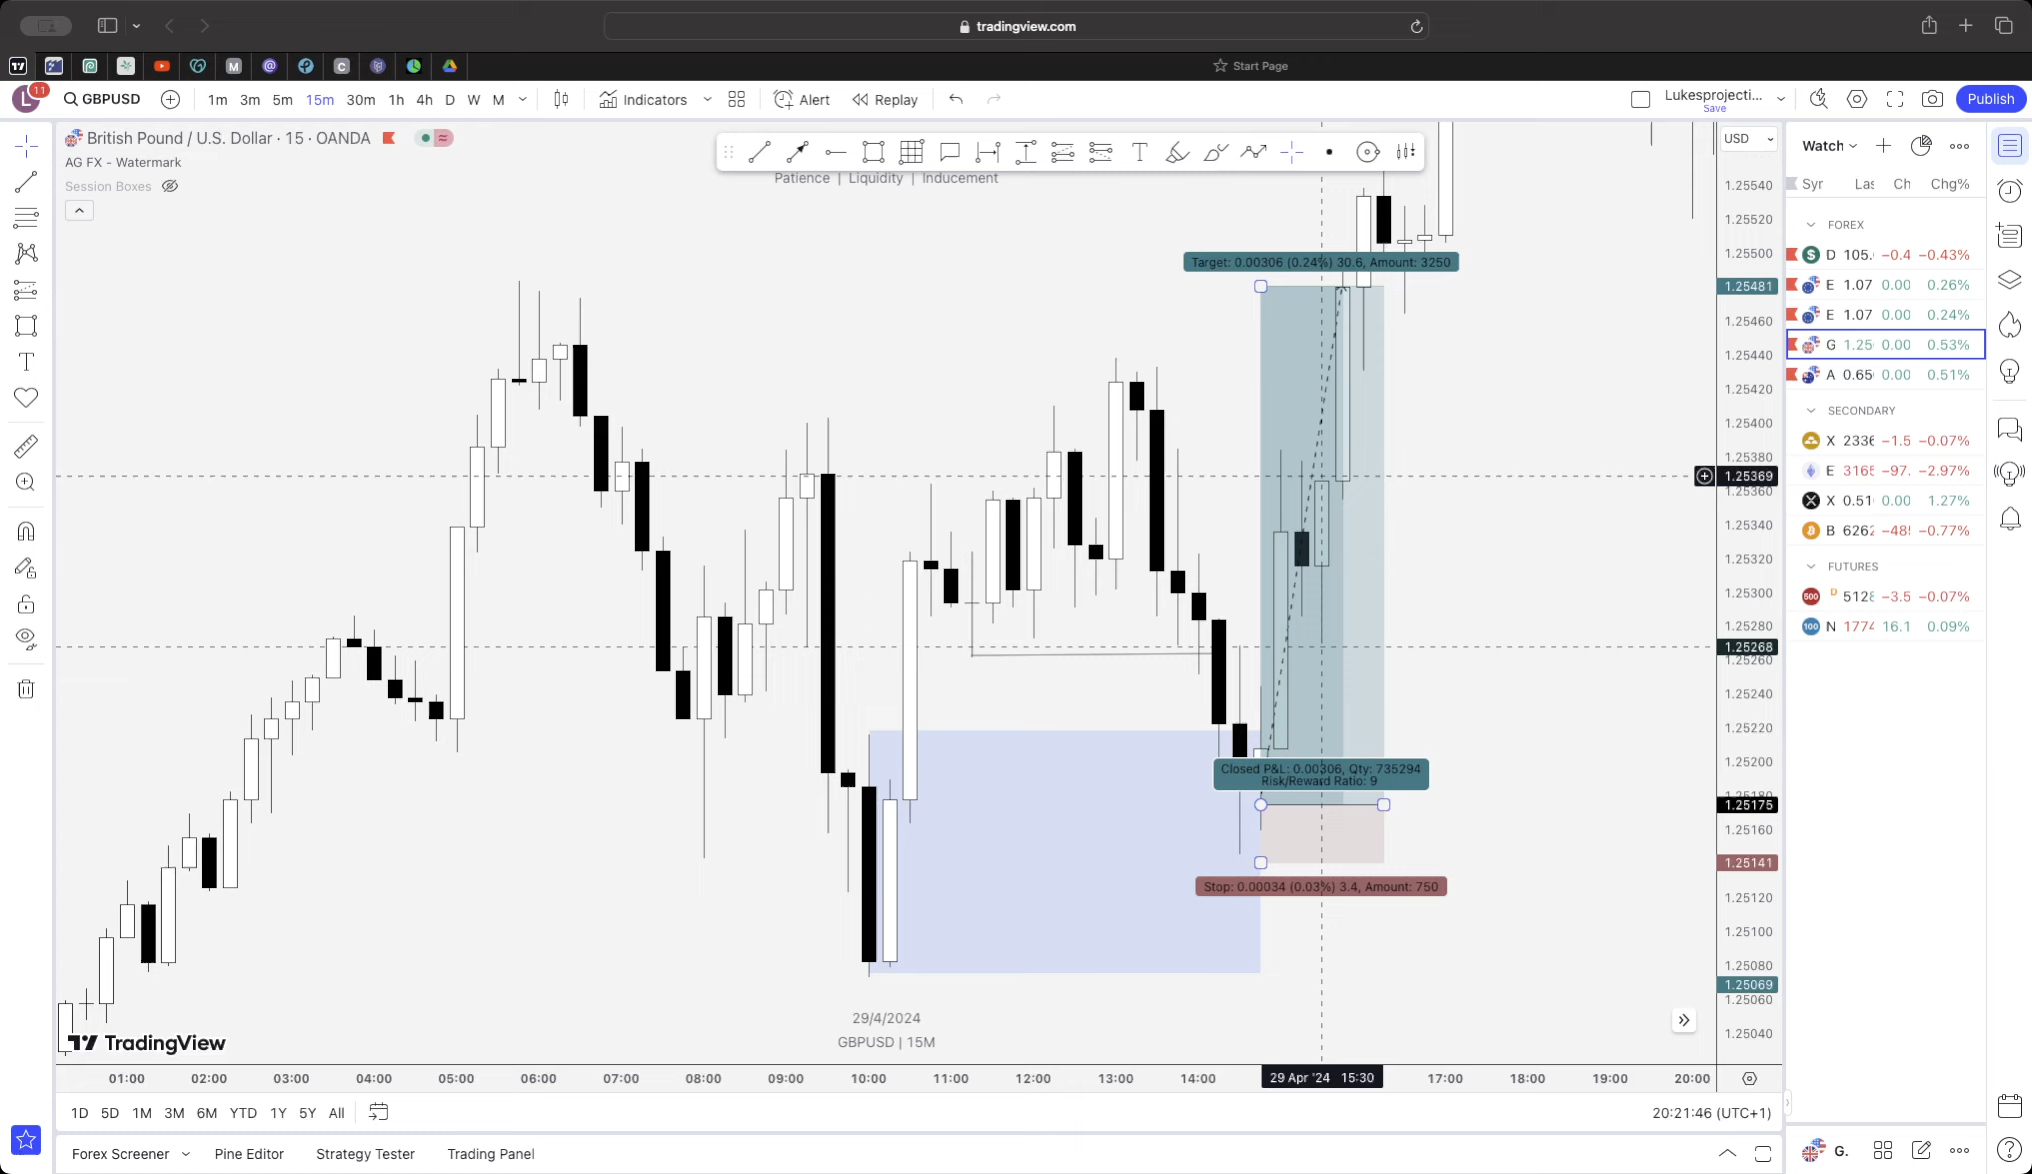 tradingview.com
Start Page
L 11 GBPUSD 1m 3m 5m 15m 30m 1h 4h D W M Indicators Alert Replay Lukesprojecti... Save Publish
British Pound / U.S. Dollar · 15 · OANDA
AG FX - Watermark
Session Boxes
Patience | Liquidity | Inducement
USD
1.25540
1.25520
1.25500
1.25481
1.25460
1.25440
1.25420
1.25400
1.25380
1.25369
1.25360
1.25340
1.25320
1.25300
1.25280
1.25268
1.25260
1.25240
1.25220
1.25200
1.25180
1.25175
1.25160
1.25141
1.25120
1.25100
1.25080
1.25069
1.25060
1.25040
Target: 0.00306 (0.24%) 30.6, Amount: 3250
Closed P&L: 0.00306, Qty: 735294
Risk/Reward Ratio: 9
Stop: 0.00034 (0.03%) 3.4, Amount: 750
29/4/2024
GBPUSD | 15M
TradingView
01:00 02:00 03:00 04:00 05:00 06:00 07:00 08:00 09:00 10:00 11:00 12:00 13:00 14:00 29 Apr '24 15:30 17:00 18:00 19:00 20:00
1D 5D 1M 3M 6M YTD 1Y 5Y All
20:21:46 (UTC+1)
Forex Screener Pine Editor Strategy Tester Trading Panel
Watch
Syr Las Ch Chg%
FOREX
D 105. −0.4 −0.43%
E 1.07 0.00 0.26%
E 1.07 0.00 0.24%
G 1.25 0.00 0.53%
A 0.65 0.00 0.51%
SECONDARY
X 2336 −1.5 −0.07%
E 3165 −97. −2.97%
X 0.51 0.00 1.27%
B 6262 −48 −0.77%
FUTURES
500 D 5128 −3.5 −0.07%
100 N 1774 16.1 0.09%
G.